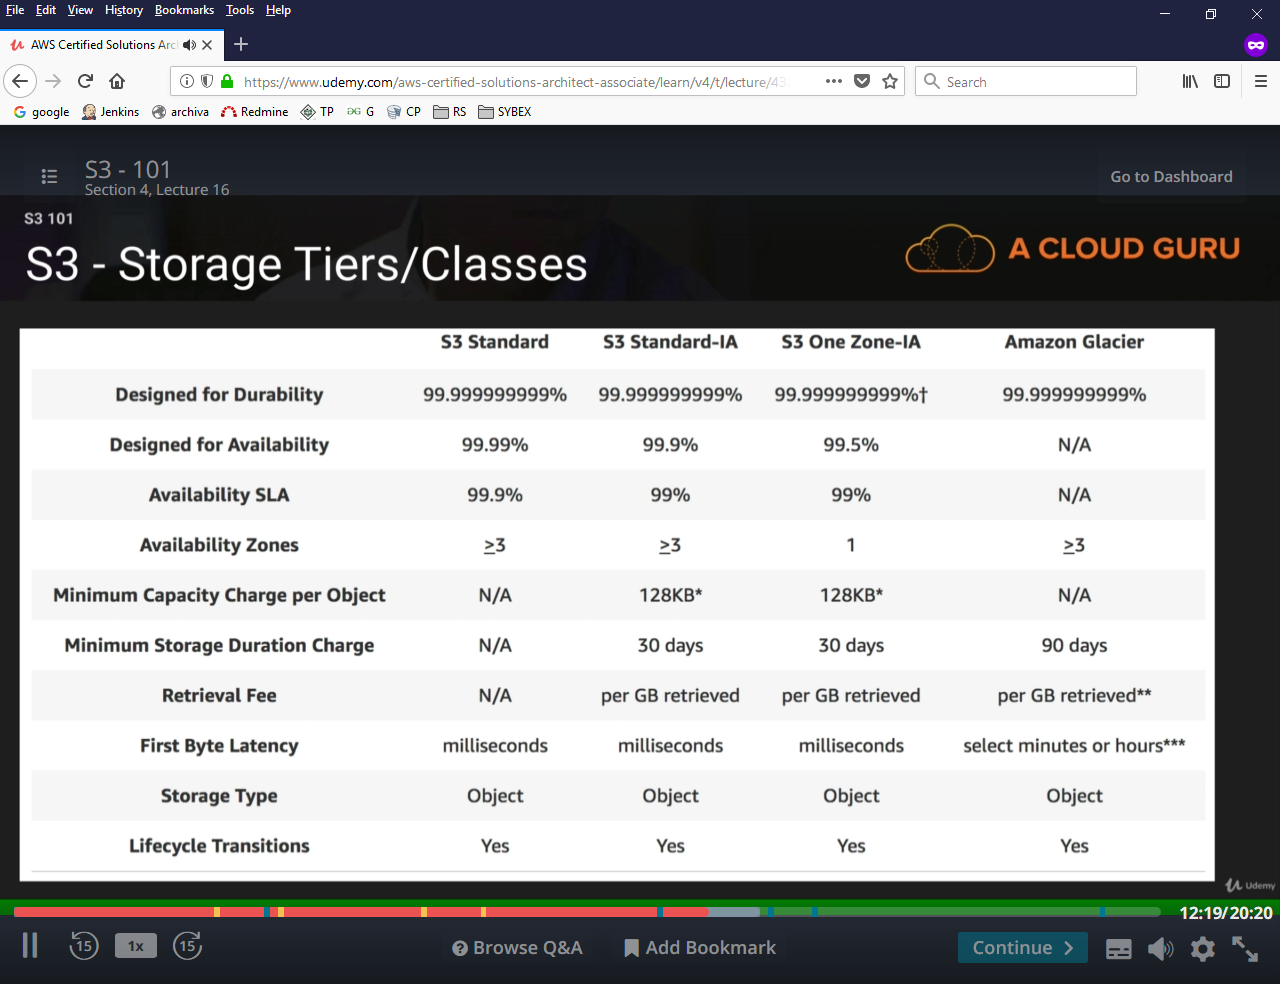 File Edit View History Bookmarks Tools Help
AWS Certified Solutions Arc
https://www.udemy.com/aws-certified-solutions-architect-associate/learn/v4/t/lecture/43
Search
google Jenkins archiva Redmine TP G CP RS SYBEX
S3 - 101
Section 4, Lecture 16
Go to Dashboard
S3 101
S3 - Storage Tiers/Classes
A CLOUD GURU
S3 Standard S3 Standard-IA S3 One Zone-IA Amazon Glacier
Designed for Durability 99.999999999% 99.999999999% 99.999999999%† 99.999999999%
Designed for Availability 99.99% 99.9% 99.5% N/A
Availability SLA 99.9% 99% 99% N/A
Availability Zones ≥3 ≥3 1 ≥3
Minimum Capacity Charge per Object N/A 128KB* 128KB* N/A
Minimum Storage Duration Charge N/A 30 days 30 days 90 days
Retrieval Fee N/A per GB retrieved per GB retrieved per GB retrieved**
First Byte Latency milliseconds milliseconds milliseconds select minutes or hours***
Storage Type Object Object Object Object
Lifecycle Transitions Yes Yes Yes Yes
Udemy
12:19/20:20
15 1x 15 Browse Q&A Add Bookmark Continue